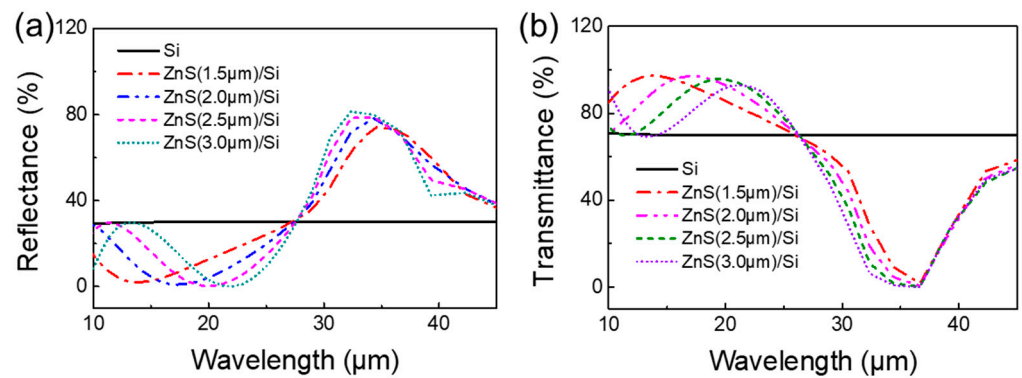 (a)
120
80
40
0
Reflectance (%)
Si
ZnS(1.5µm)/Si
ZnS(2.0µm)/Si
ZnS(2.5µm)/Si
ZnS(3.0µm)/Si
10 20 30 40
Wavelength (µm)
(b)
120
80
40
0
Transmittance (%)
Si
ZnS(1.5µm)/Si
ZnS(2.0µm)/Si
ZnS(2.5µm)/Si
ZnS(3.0µm)/Si
10 20 30 40
Wavelength (µm)